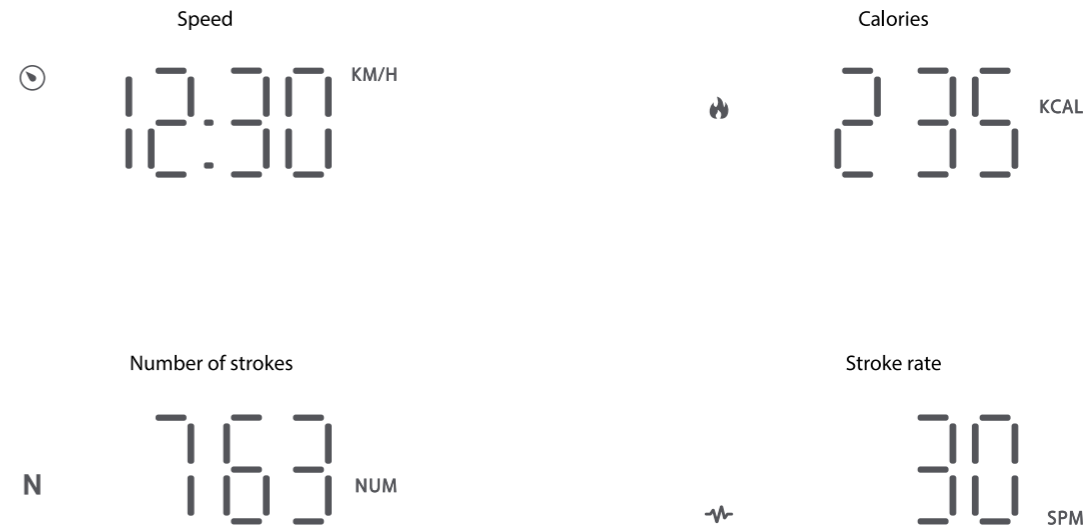 Speed
12:30 KM/H
Calories
235 KCAL
Number of strokes
N 763 NUM
Stroke rate
30 SPM